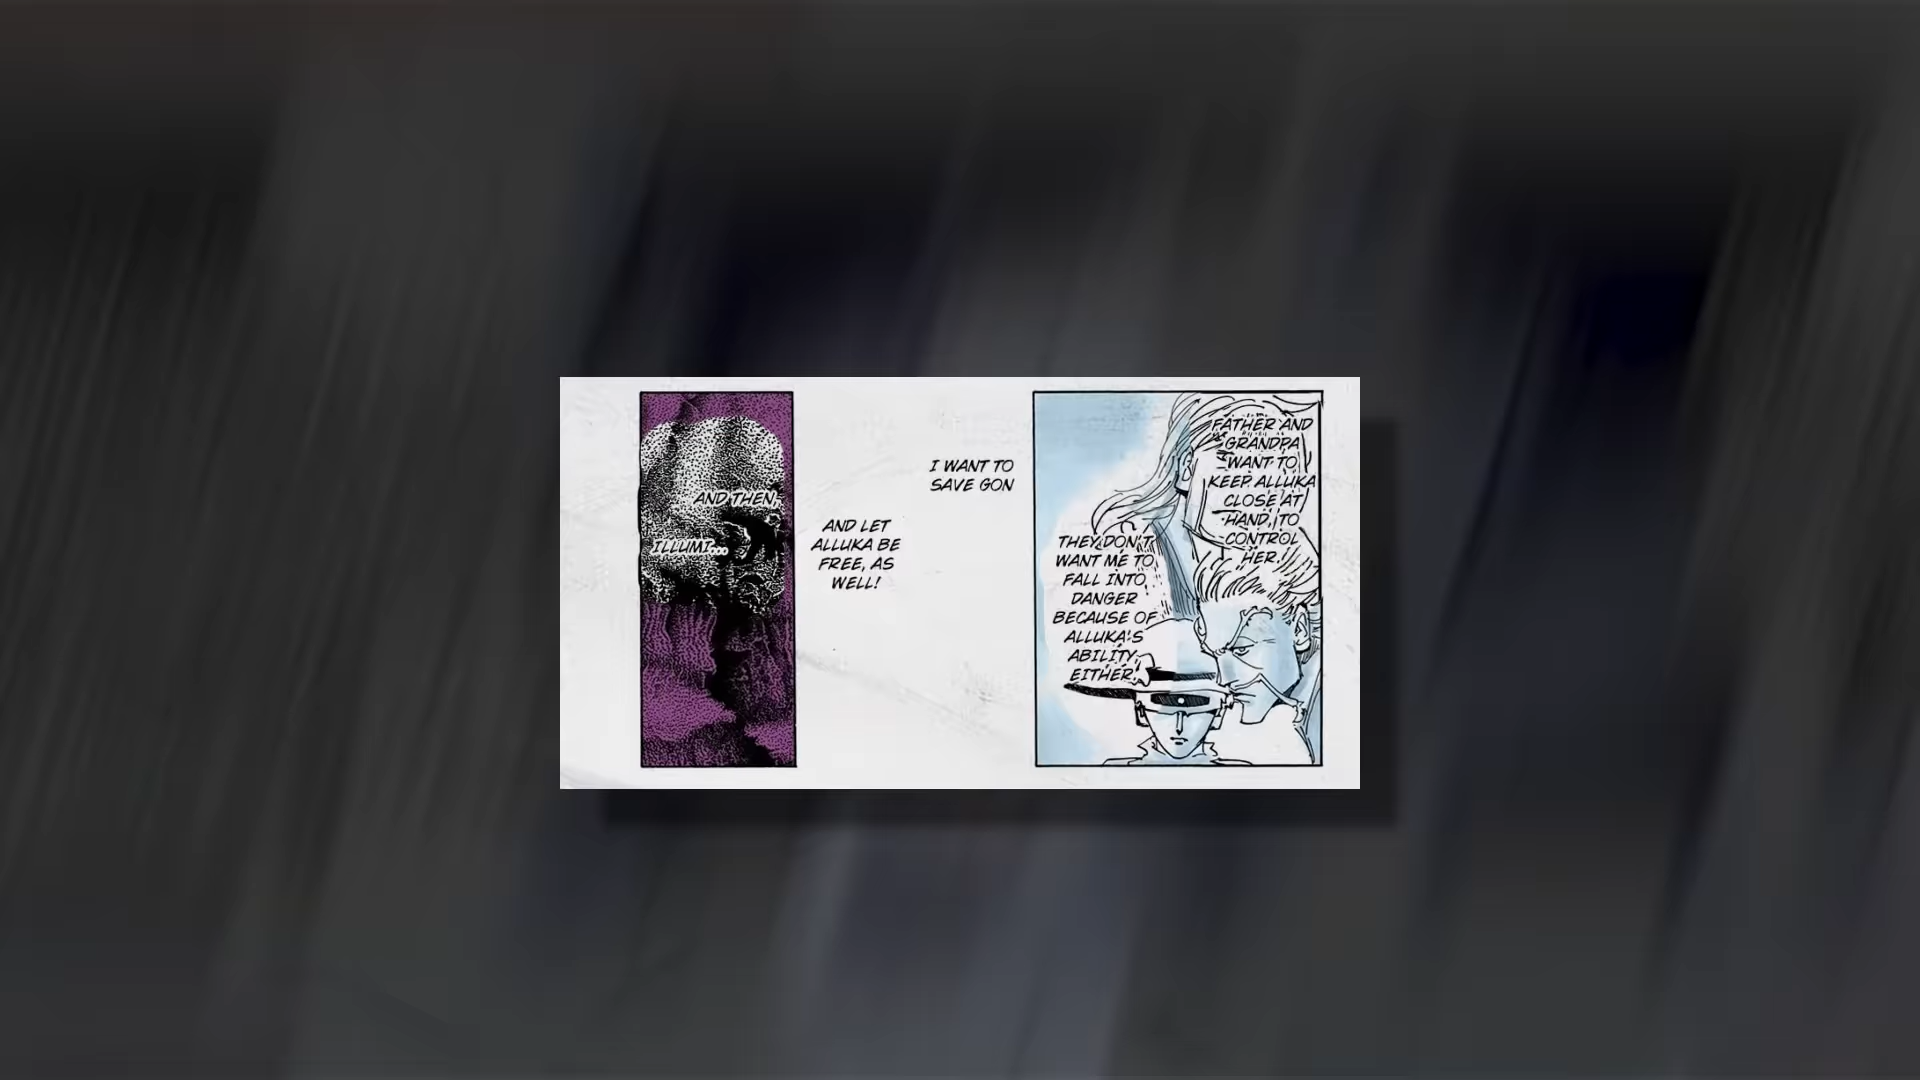 FATHER AND
GRANDPA
WANT TO
KEEP ALLUKA
CLOSE AT
HAND, TO
CONTROL
HER!
THEY DON'T
WANT ME TO
FALL INTO
DANGER
BECAUSE OF
ALLUKA'S
ABILITY,
EITHER!
I WANT TO
SAVE GON
AND LET
ALLUKA BE
FREE, AS
WELL!
AND THEN,
ILLUMI...